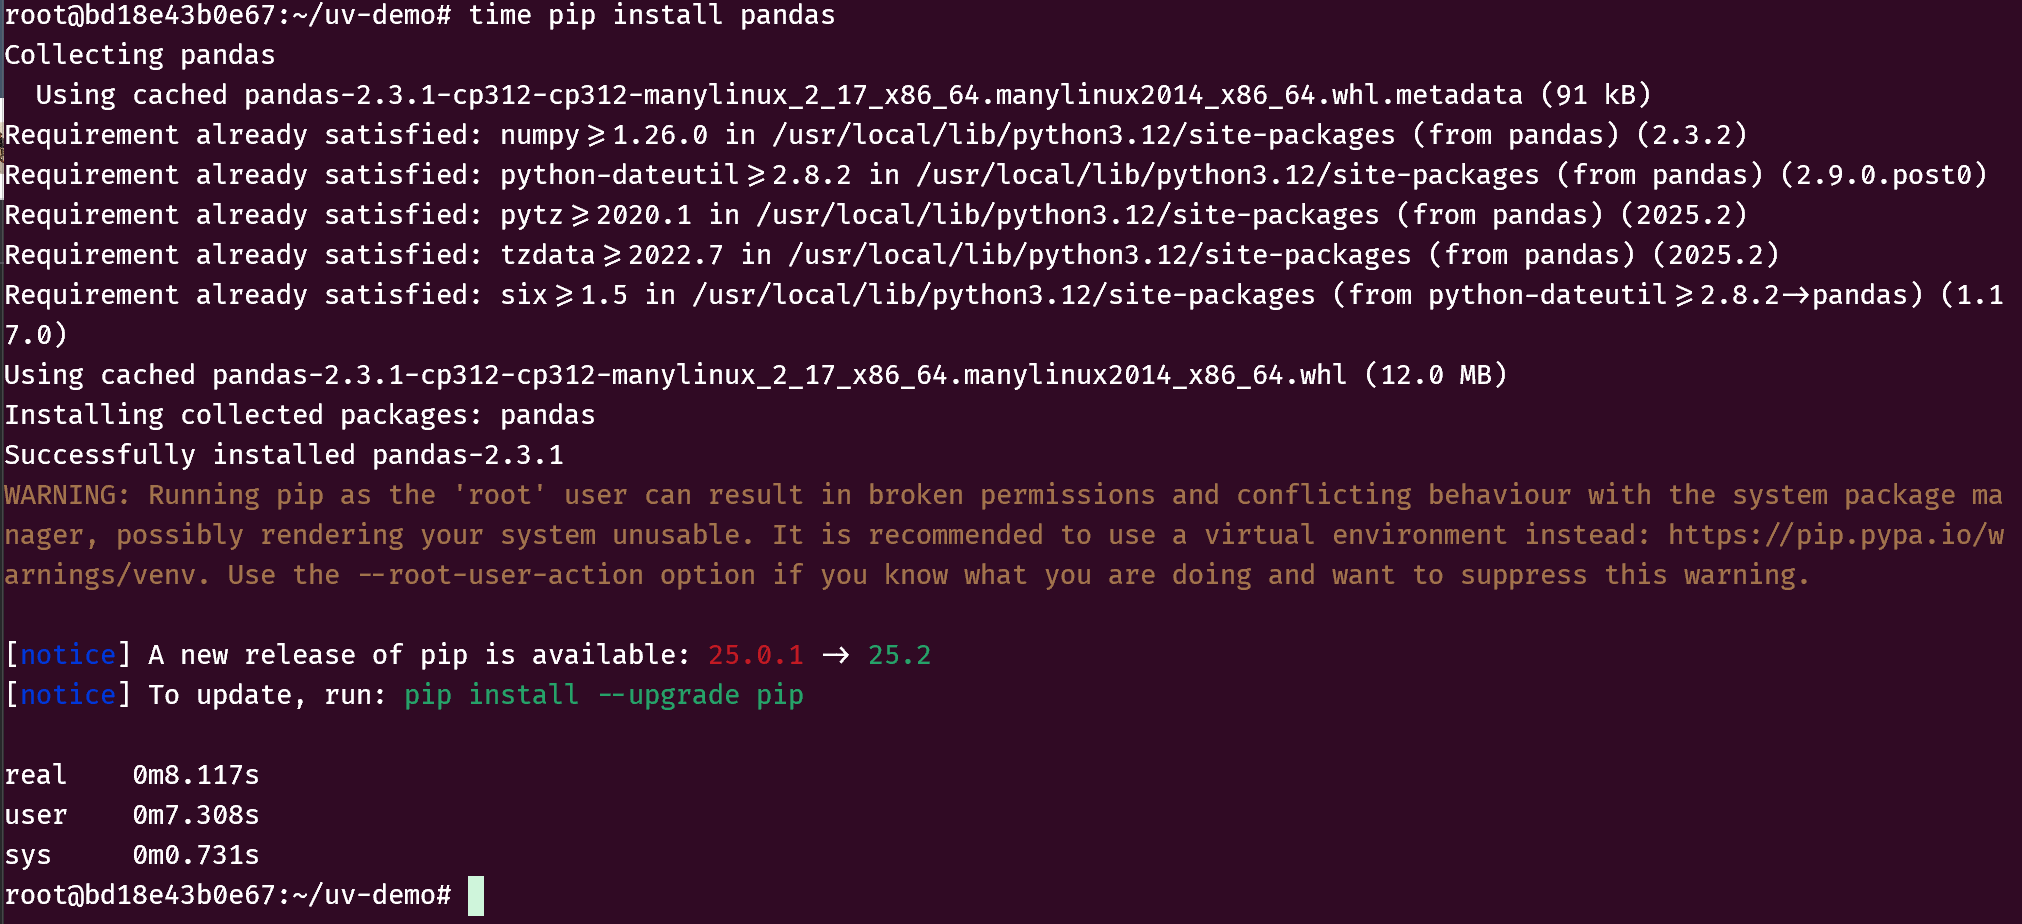 root@bd18e43b0e67:~/uv-demo# time pip install pandas
Collecting pandas
  Using cached pandas-2.3.1-cp312-cp312-manylinux_2_17_x86_64.manylinux2014_x86_64.whl.metadata (91 kB)
Requirement already satisfied: numpy>=1.26.0 in /usr/local/lib/python3.12/site-packages (from pandas) (2.3.2)
Requirement already satisfied: python-dateutil>=2.8.2 in /usr/local/lib/python3.12/site-packages (from pandas) (2.9.0.post0)
Requirement already satisfied: pytz>=2020.1 in /usr/local/lib/python3.12/site-packages (from pandas) (2025.2)
Requirement already satisfied: tzdata>=2022.7 in /usr/local/lib/python3.12/site-packages (from pandas) (2025.2)
Requirement already satisfied: six>=1.5 in /usr/local/lib/python3.12/site-packages (from python-dateutil>=2.8.2->pandas) (1.1
7.0)
Using cached pandas-2.3.1-cp312-cp312-manylinux_2_17_x86_64.manylinux2014_x86_64.whl (12.0 MB)
Installing collected packages: pandas
Successfully installed pandas-2.3.1
WARNING: Running pip as the 'root' user can result in broken permissions and conflicting behaviour with the system package ma
nager, possibly rendering your system unusable. It is recommended to use a virtual environment instead: https://pip.pypa.io/w
arnings/venv. Use the --root-user-action option if you know what you are doing and want to suppress this warning.

[notice] A new release of pip is available: 25.0.1 -> 25.2
[notice] To update, run: pip install --upgrade pip

real    0m8.117s
user    0m7.308s
sys     0m0.731s
root@bd18e43b0e67:~/uv-demo#